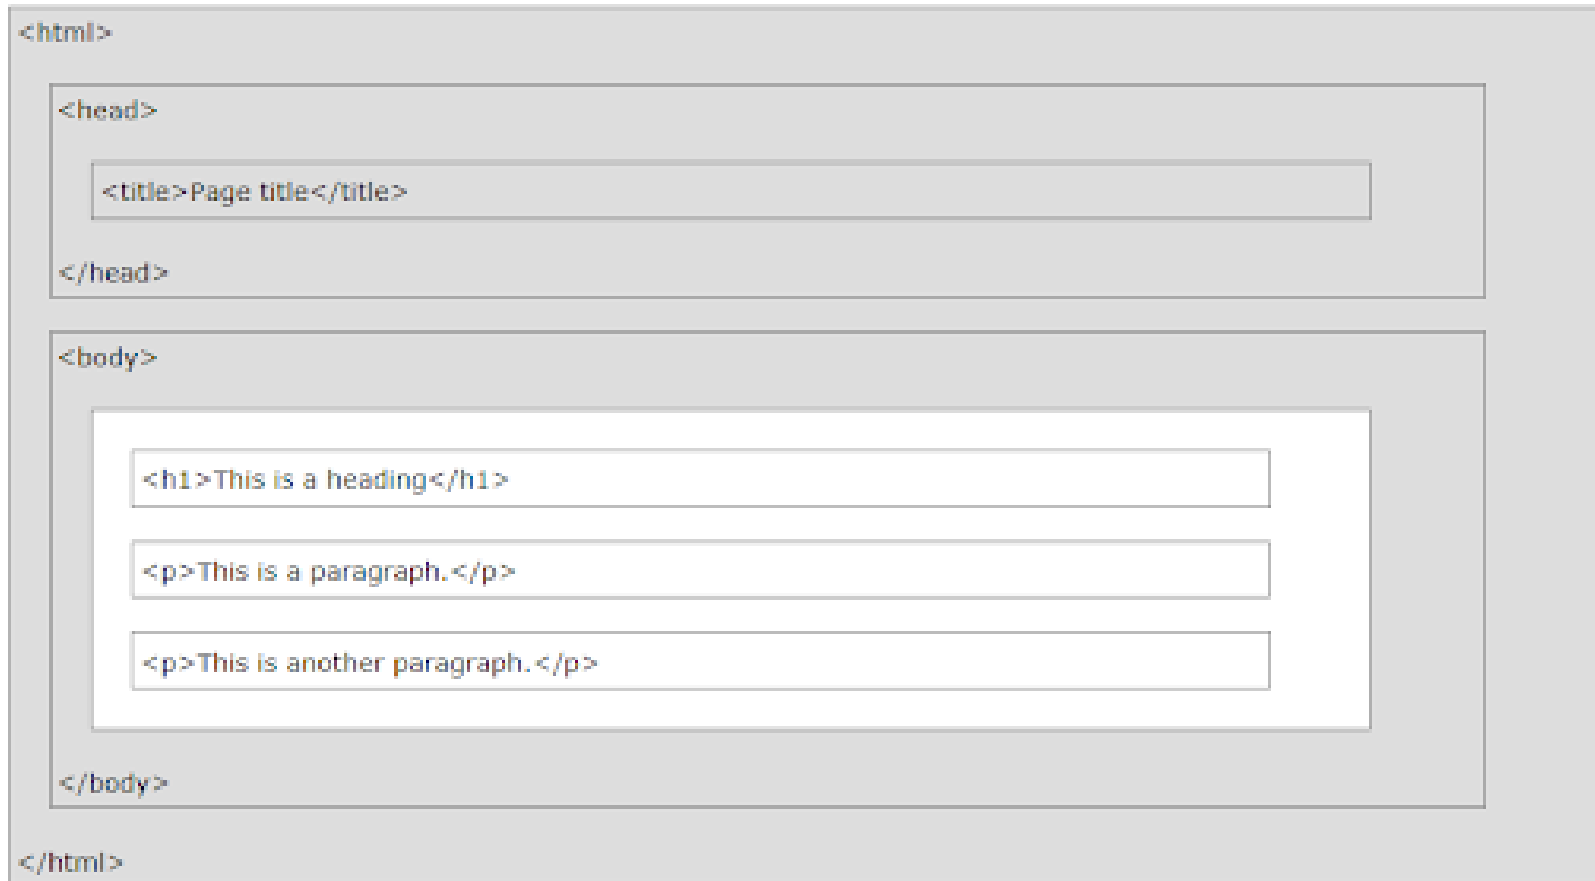 <html>
<head>
<title>Page title</title>
</head>
<body>
<h1>This is a heading</h1>
<p>This is a paragraph.</p>
<p>This is another paragraph.</p>
</body>
</html>